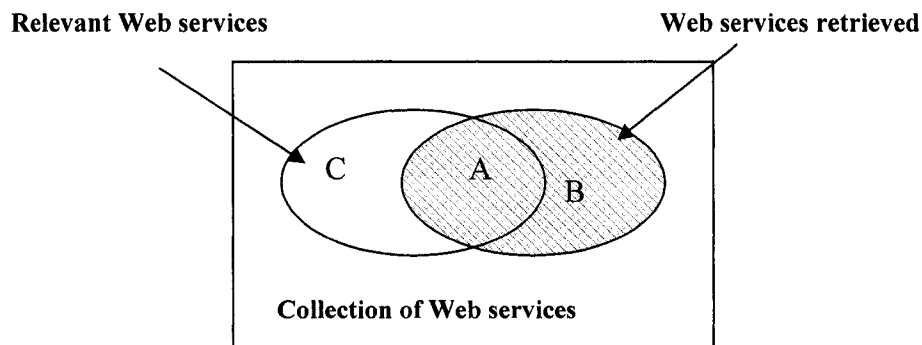 Relevant Web services
Web services retrieved
C
A
B
Collection of Web services